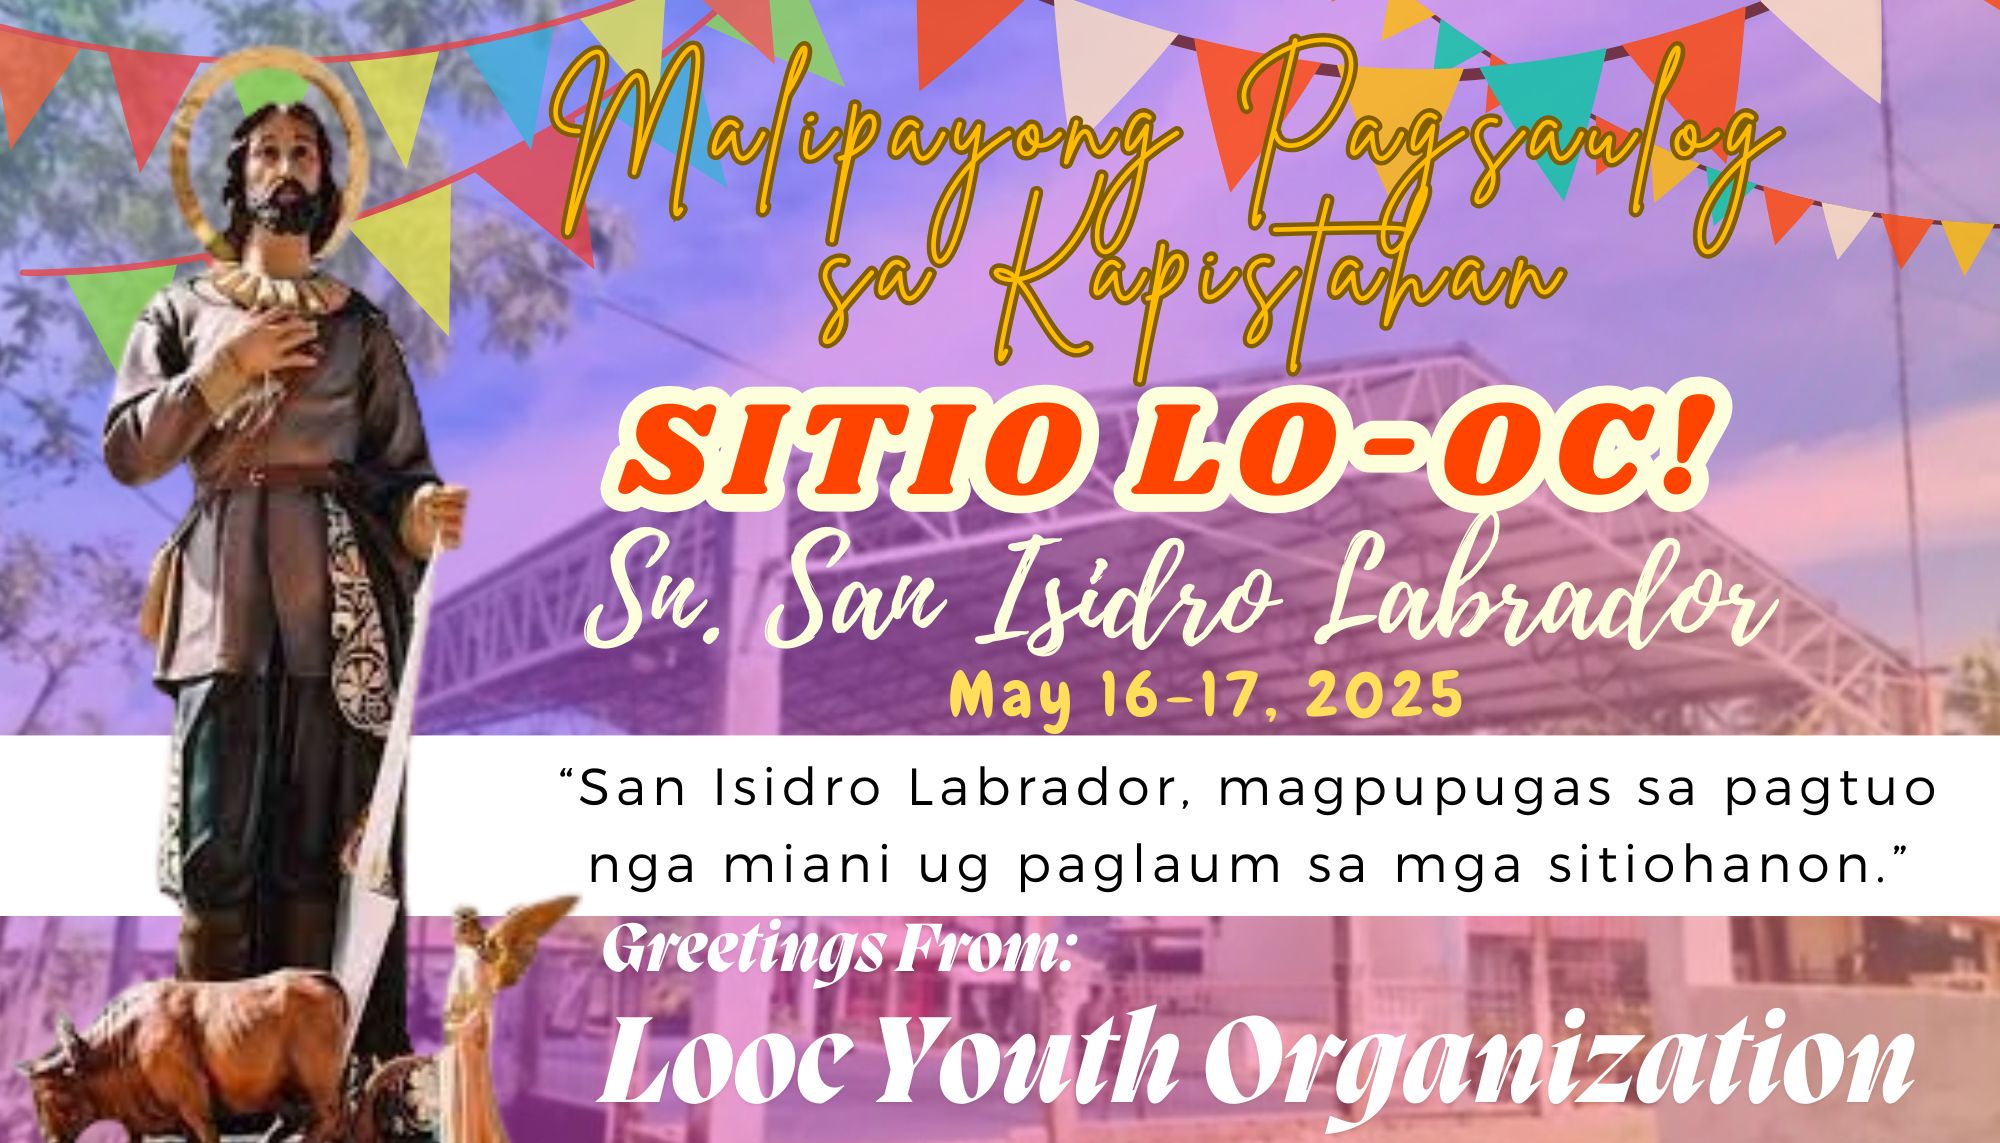 Malipayong Pagsaulog
sa Kapistahan
SITIO LO-OC!
Sn. San Isidro Labrador
May 16-17, 2025
“San Isidro Labrador, magpupugas sa pagtuo
nga miani ug paglaum sa mga sitiohanon.”
Greetings From:
Looc Youth Organization